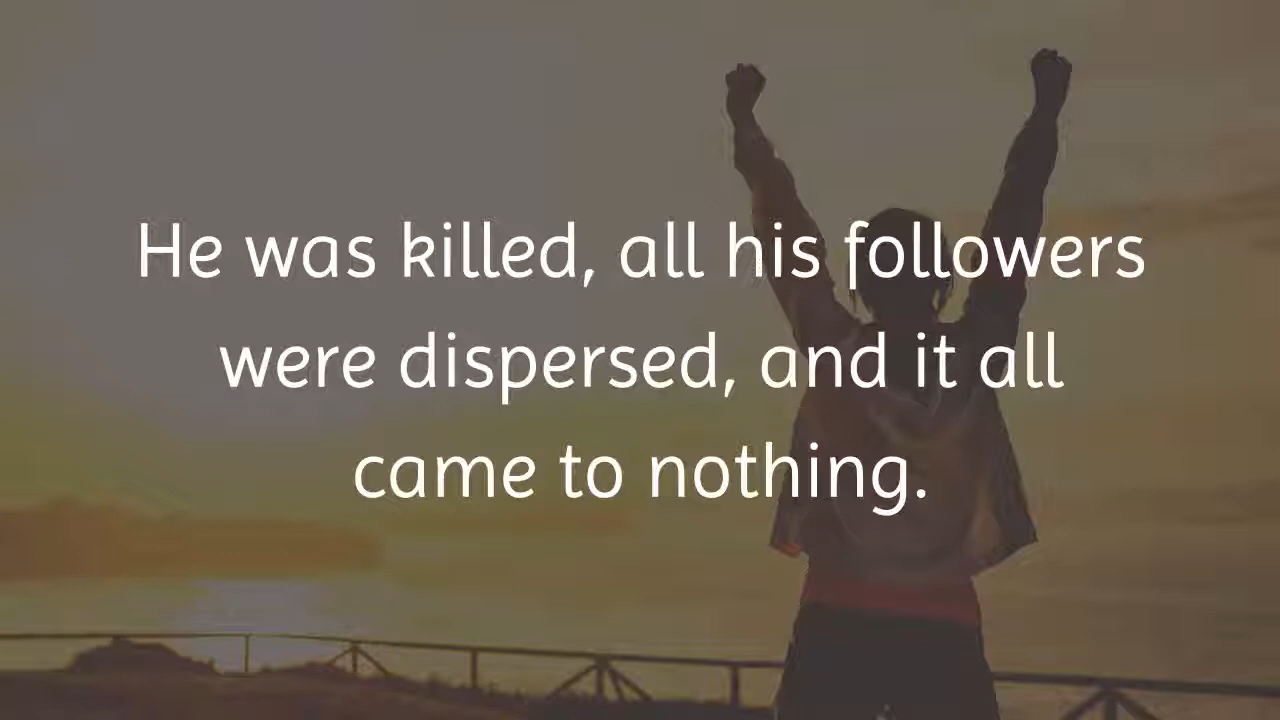 He was killed, all his followers
were dispersed, and it all
came to nothing.